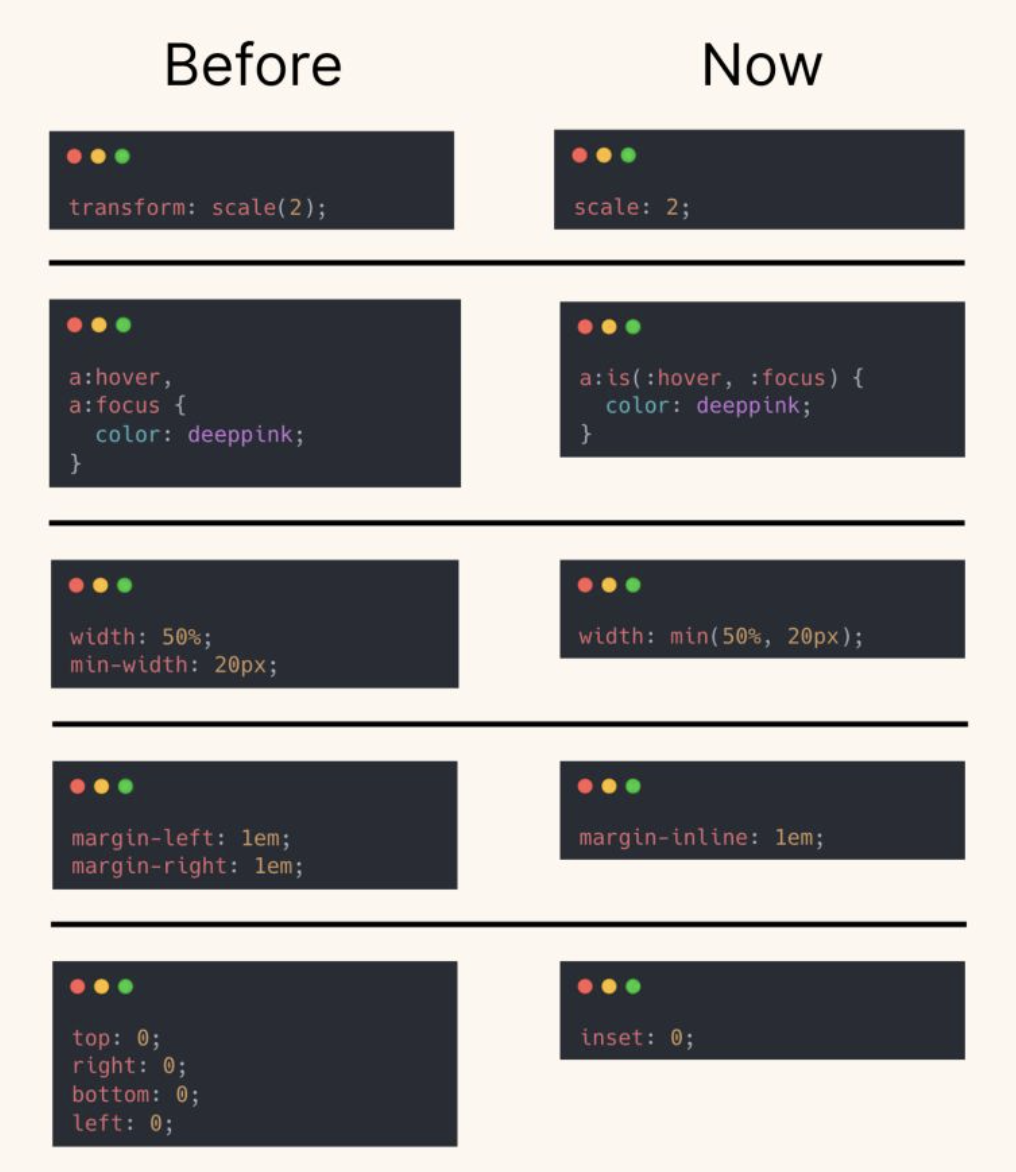 Before
Now
transform: scale(2);
scale: 2;
a:hover,
a:focus {
  color: deeppink;
}
a:is(:hover, :focus) {
  color: deeppink;
}
width: 50%;
min-width: 20px;
width: min(50%, 20px);
margin-left: 1em;
margin-right: 1em;
margin-inline: 1em;
top: 0;
right: 0;
bottom: 0;
left: 0;
inset: 0;